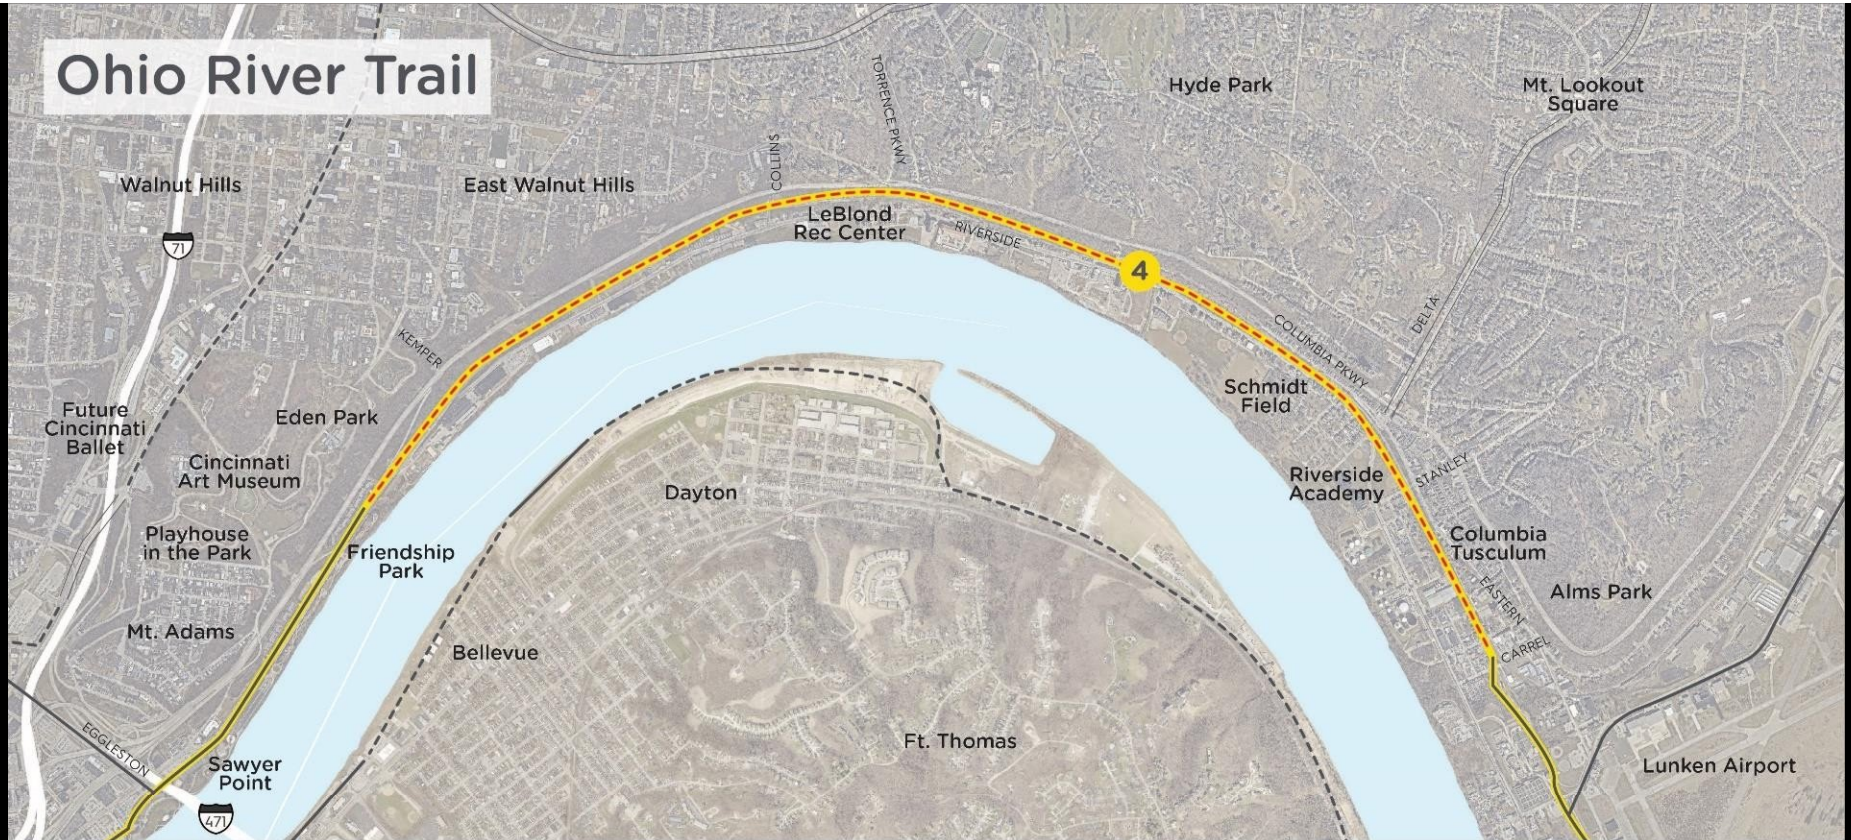 Ohio River Trail
TORRENCE PKWY
Hyde Park
Mt. Lookout
Square
COLLINS
Walnut Hills
East Walnut Hills
LeBlond
Rec Center
RIVERSIDE
71
4
DELTA
KEMPER
COLUMBIA PKWY
Future
Cincinnati
Ballet
Eden Park
Schmidt
Field
Cincinnati
Art Museum
Dayton
Riverside
Academy
STANLEY
Playhouse
in the Park
Friendship
Park
Columbia
Tusculum
EASTERN
Alms Park
Mt. Adams
Bellevue
CARREL
EGGLESTON
Sawyer
Point
Ft. Thomas
Lunken Airport
471